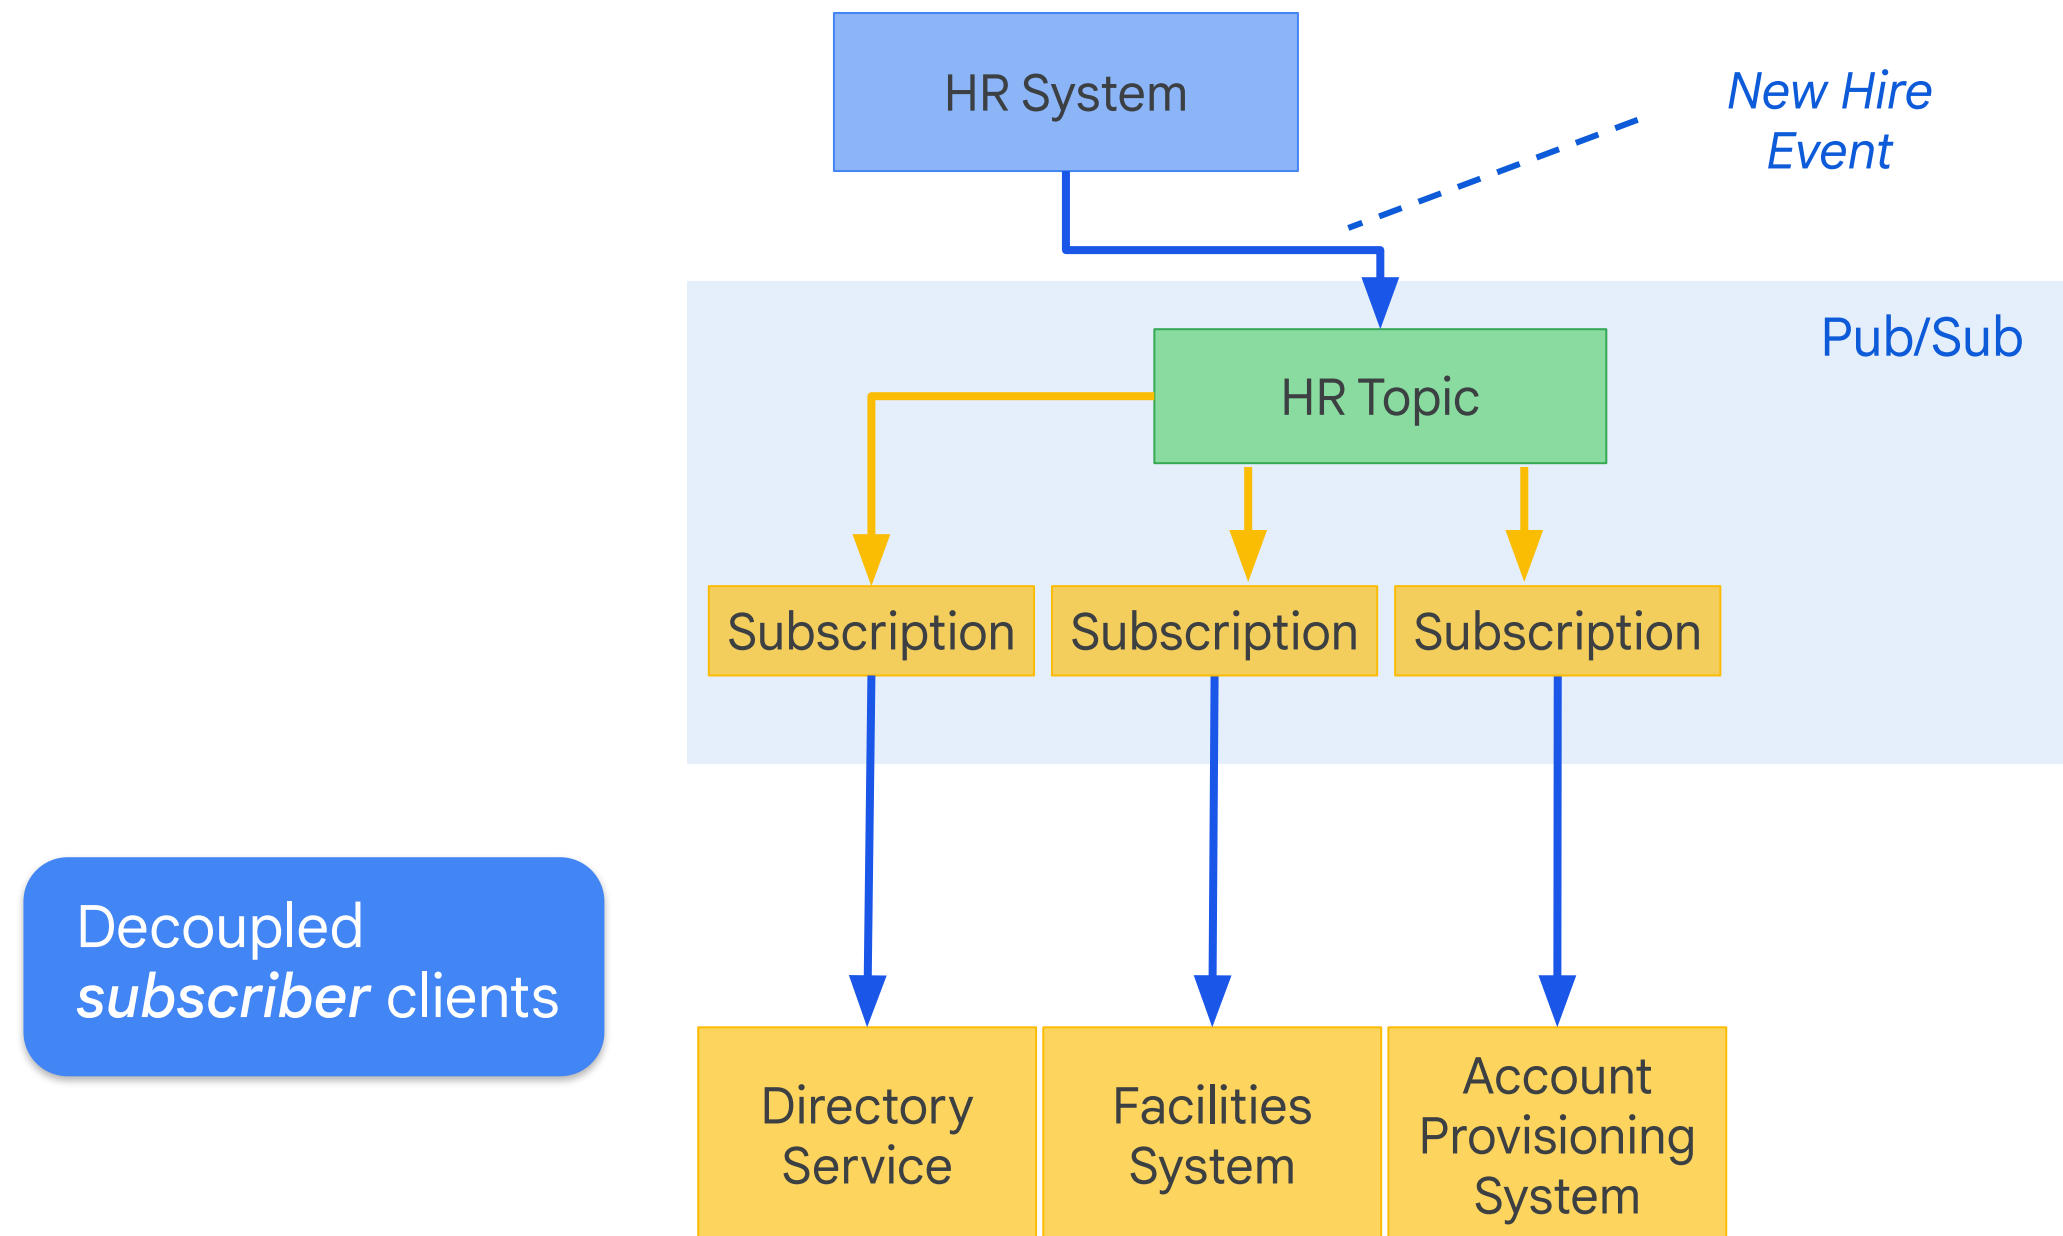 HR System
New Hire
Event
Pub/Sub
HR Topic
Subscription
Subscription
Subscription
Decoupled
subscriber clients
Directory
Service
Facilities
System
Account
Provisioning
System